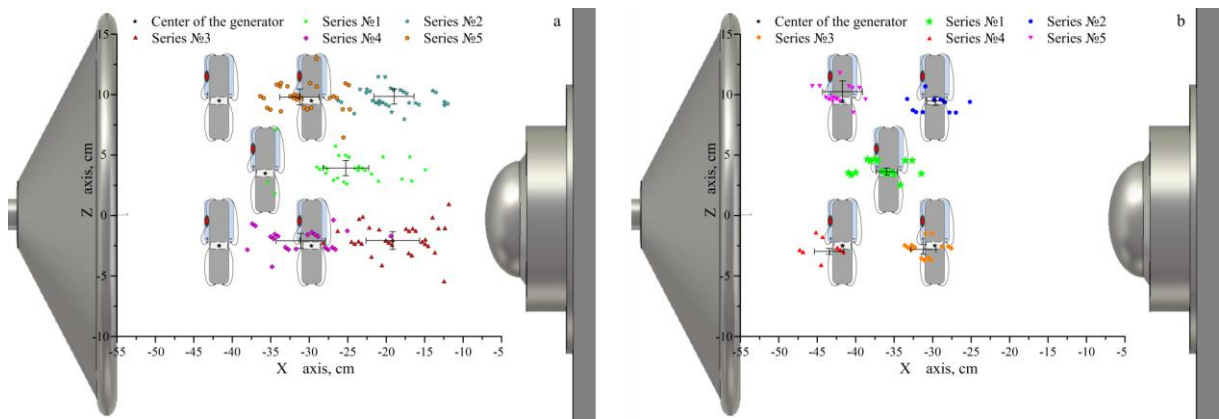 Center of the generator Series №1 Series №2 a
Series №3 Series №4 Series №5
15
10
5
0
-5
-10
Z axis, cm
-55 -50 -45 -40 -35 -30 -25 -20 -15 -10 -5
X axis, cm
Center of the generator Series №1 Series №2 b
Series №3 Series №4 Series №5
15
10
5
0
-5
-10
Z axis, cm
-55 -50 -45 -40 -35 -30 -25 -20 -15 -10 -5
X axis, cm